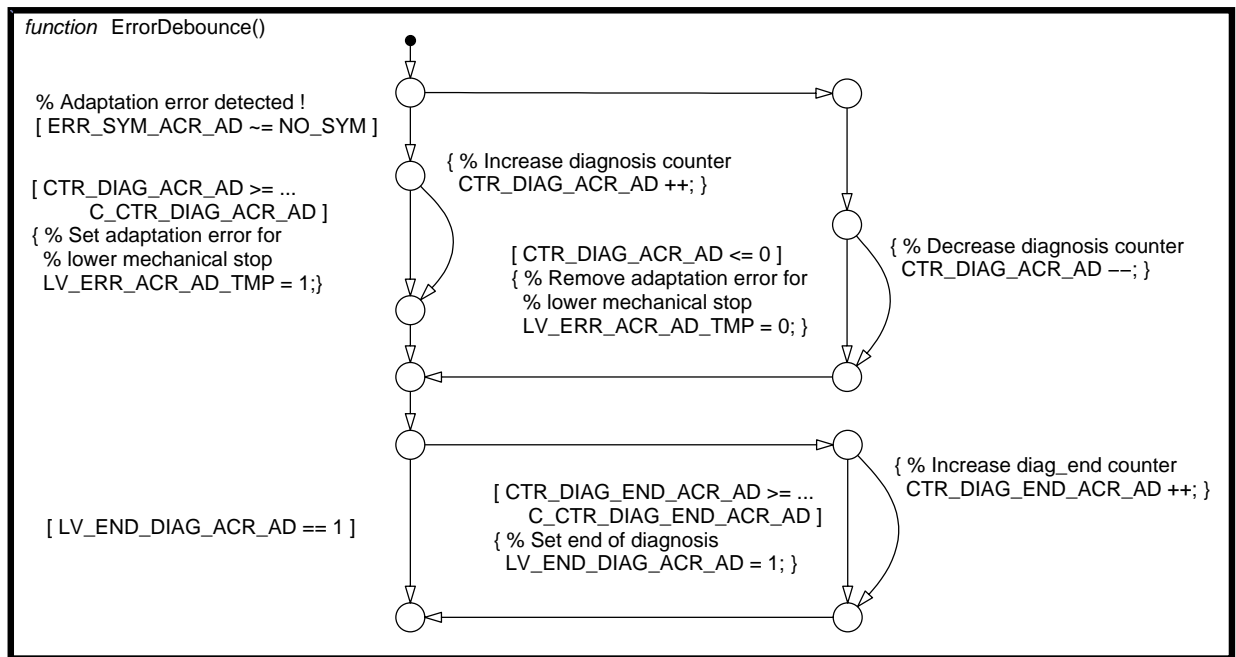 function ErrorDebounce()
% Adaptation error detected !
[ ERR_SYM_ACR_AD ~= NO_SYM ]
{ % Increase diagnosis counter
CTR_DIAG_ACR_AD ++; }
[ CTR_DIAG_ACR_AD >= ...
C_CTR_DIAG_ACR_AD ]
{ % Set adaptation error for
% lower mechanical stop
LV_ERR_ACR_AD_TMP = 1;}
[ CTR_DIAG_ACR_AD <= 0 ]
{ % Remove adaptation error for
% lower mechanical stop
LV_ERR_ACR_AD_TMP = 0; }
{ % Decrease diagnosis counter
CTR_DIAG_ACR_AD −−; }
[ LV_END_DIAG_ACR_AD == 1 ]
[ CTR_DIAG_END_ACR_AD >= ...
C_CTR_DIAG_END_ACR_AD ]
{ % Set end of diagnosis
LV_END_DIAG_ACR_AD = 1; }
{ % Increase diag_end counter
CTR_DIAG_END_ACR_AD ++; }